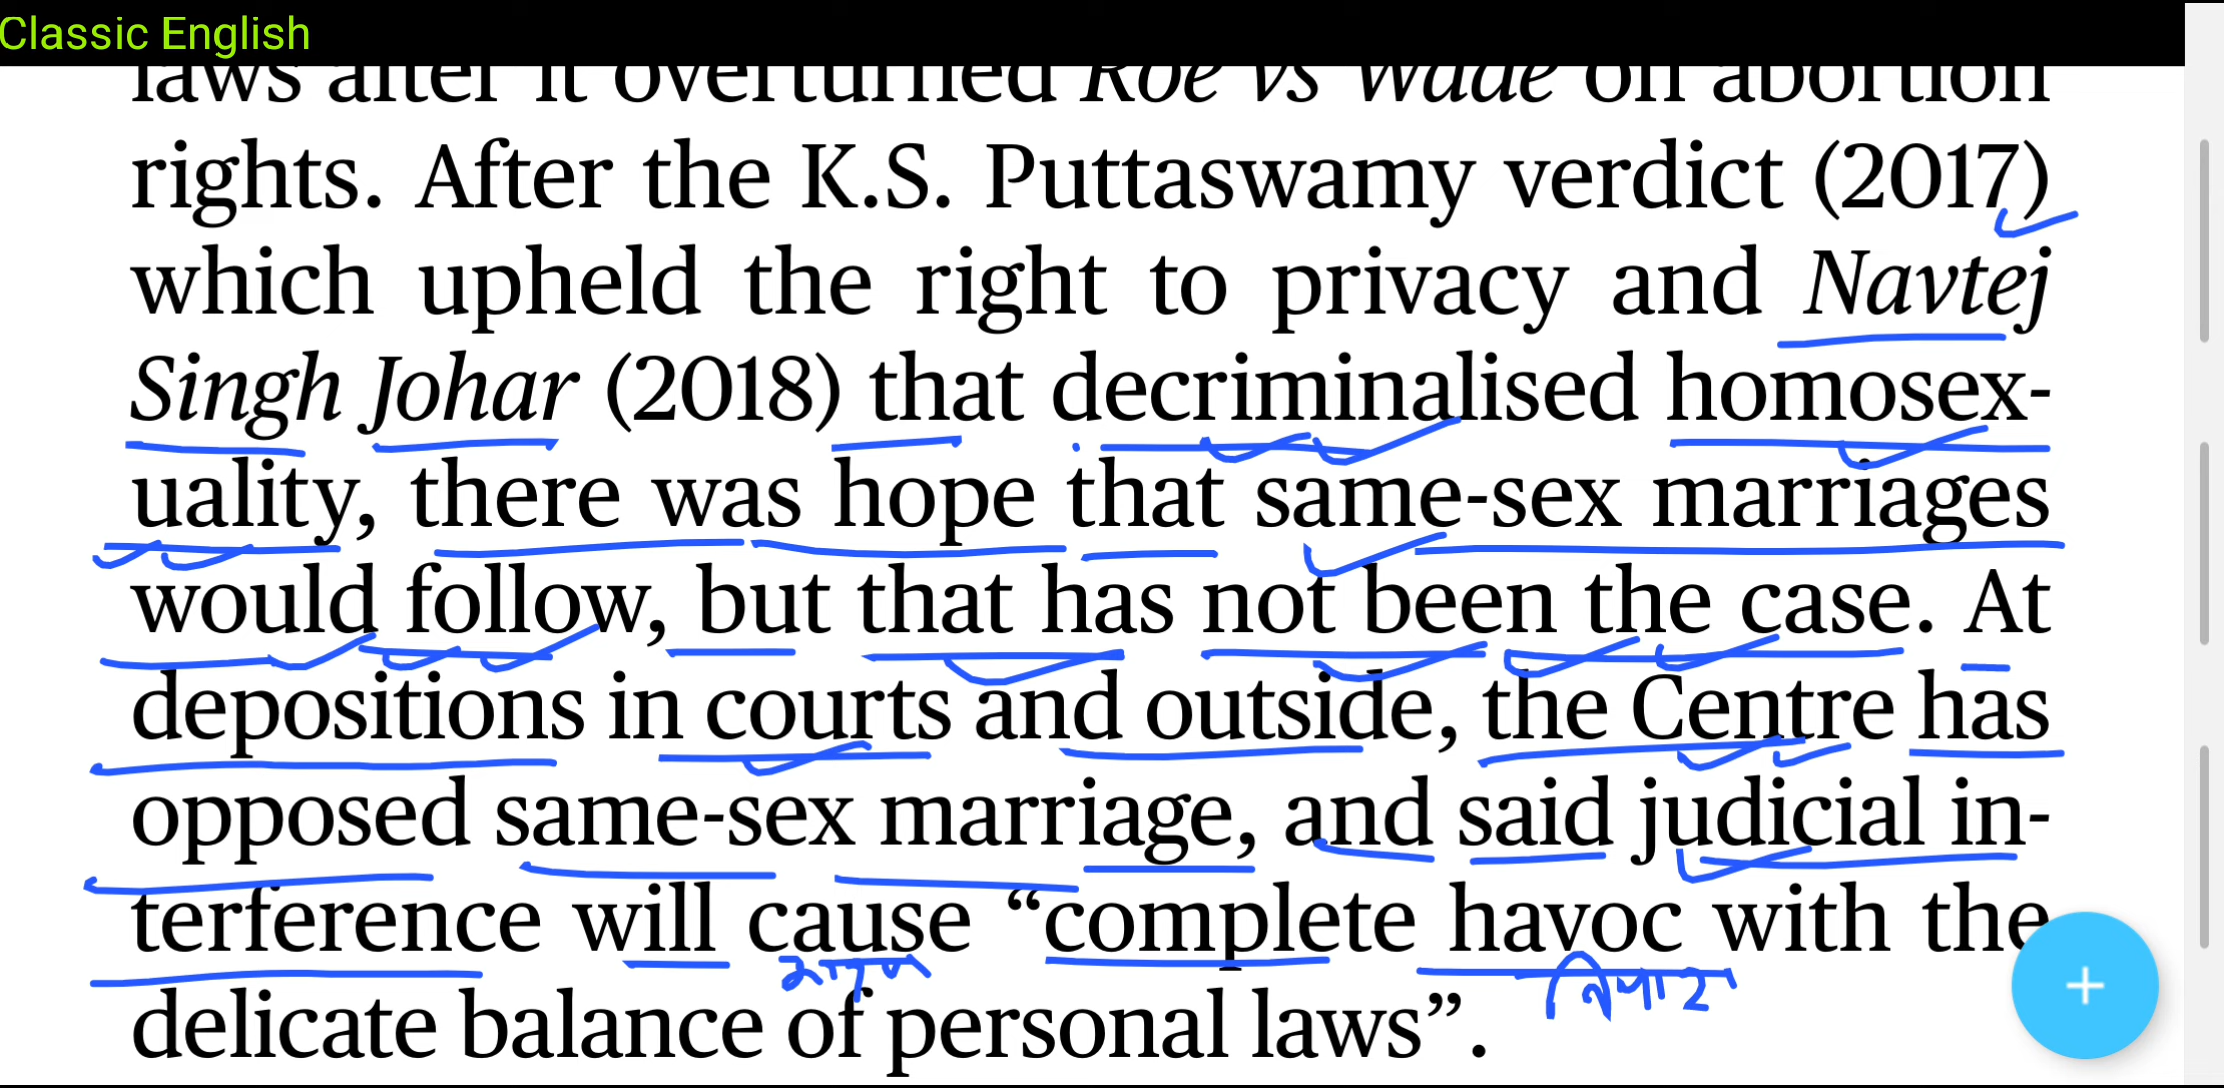 Classic English
laws after it overturned Roe vs Wade on abortion
rights. After the K.S. Puttaswamy verdict (2017)
which upheld the right to privacy and Navtej
Singh Johar (2018) that decriminalised homosex-
uality, there was hope that same-sex marriages
would follow, but that has not been the case. At
depositions in courts and outside, the Centre has
opposed same-sex marriage, and said judicial in-
terference will cause “complete havoc with the
delicate balance of personal laws”.